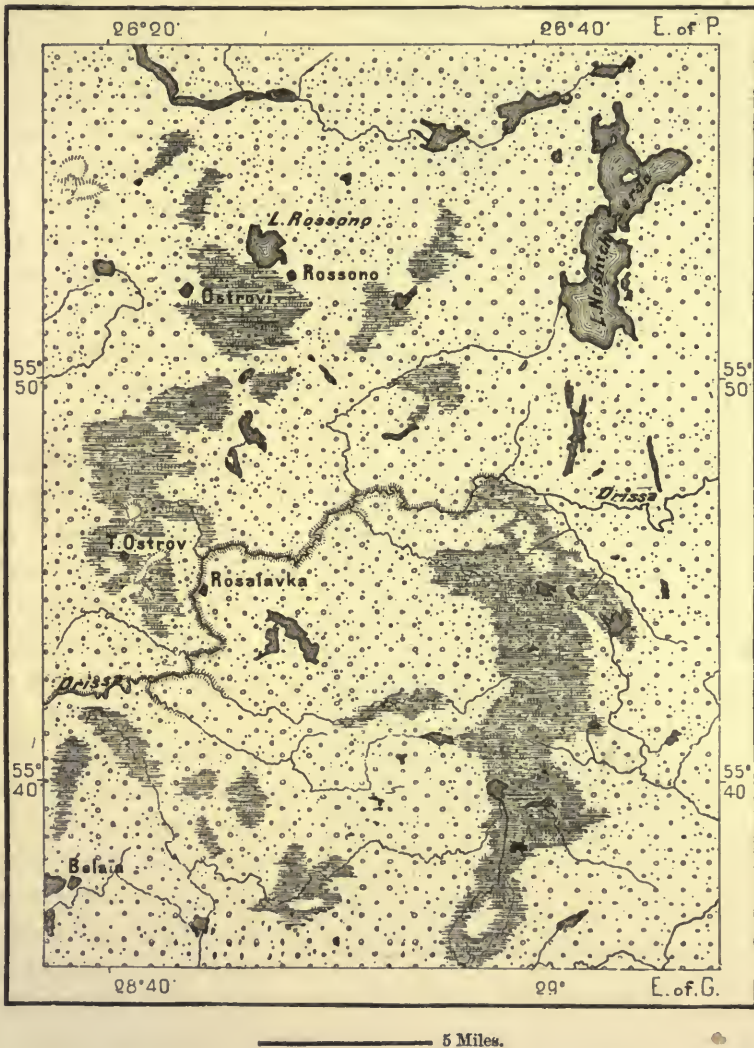 26°20' 26°40' E. of P.
L. Rossono
Rossono
Ostrovi
55° 50' 55° 50'
Drissa
T. Ostrov
Rosalavka
Drissa
55° 40' 55° 40'
Belaia
28°40' 29° E. of G.
5 Miles.